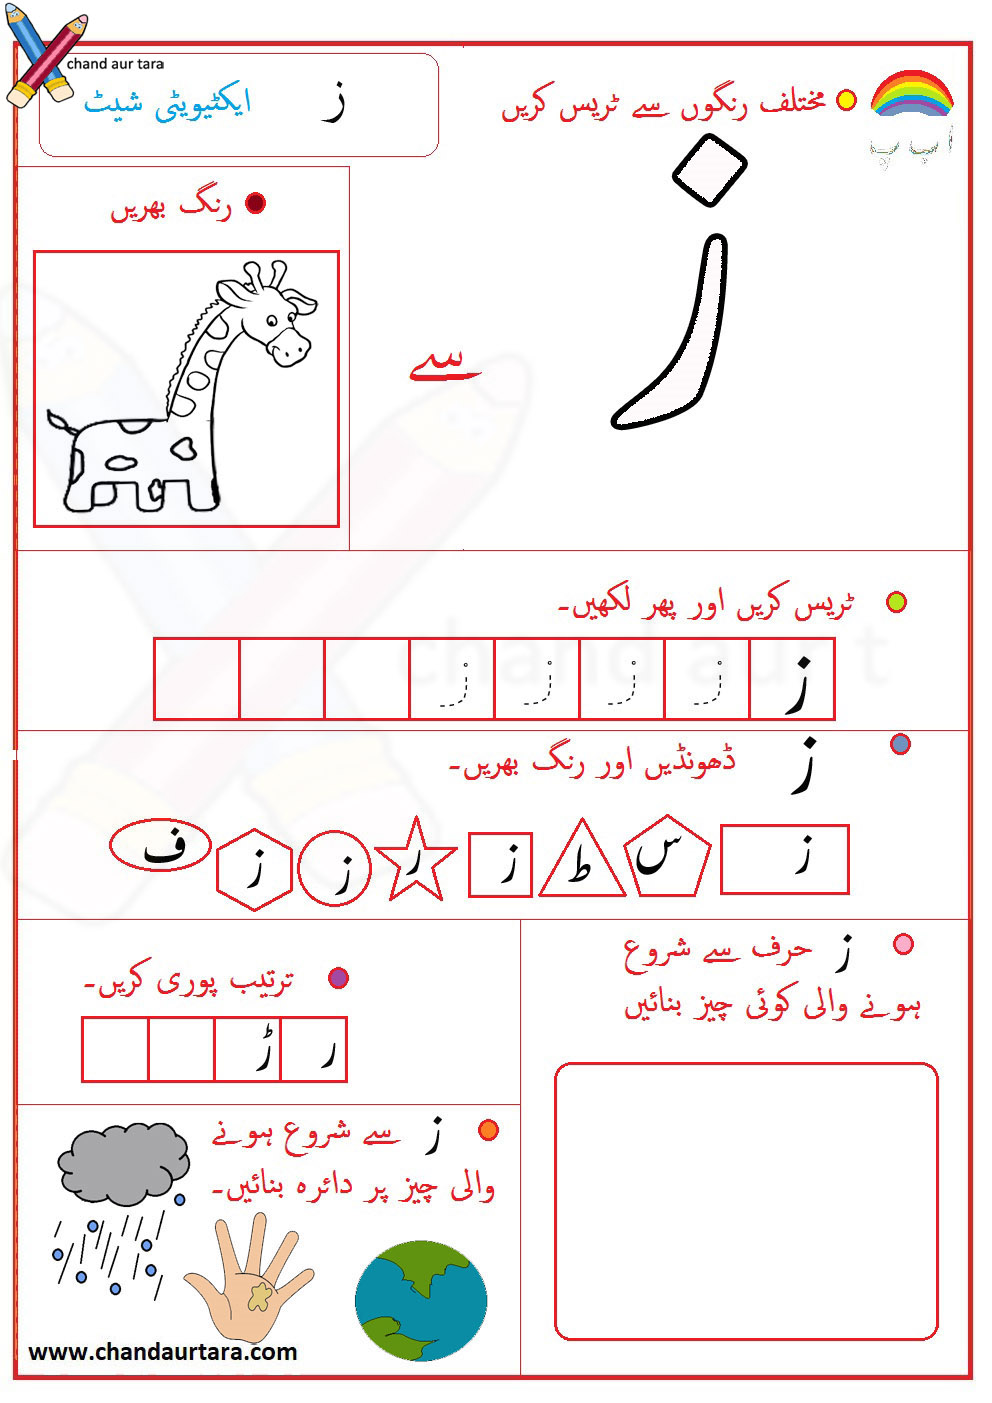 chand aur tara
ز ایکٹیویٹی شیٹ
مختلف رنگوں سے ٹریس کریں
ا پ پ
ز
سے
رنگ بھریں
ٹریس کریں اور پھر لکھیں۔
ز ز ز ز ز
ز ڈھونڈیں اور رنگ بھریں۔
ز س ط ز ر ز ز ف
ز حرف سے شروع
ہونے والی کوئی چیز بنائیں
ترتیب پوری کریں۔
ر ڑ
ز سے شروع ہونے
والی چیز پر دائرہ بنائیں۔
www.chandaurtara.com
chand aur t